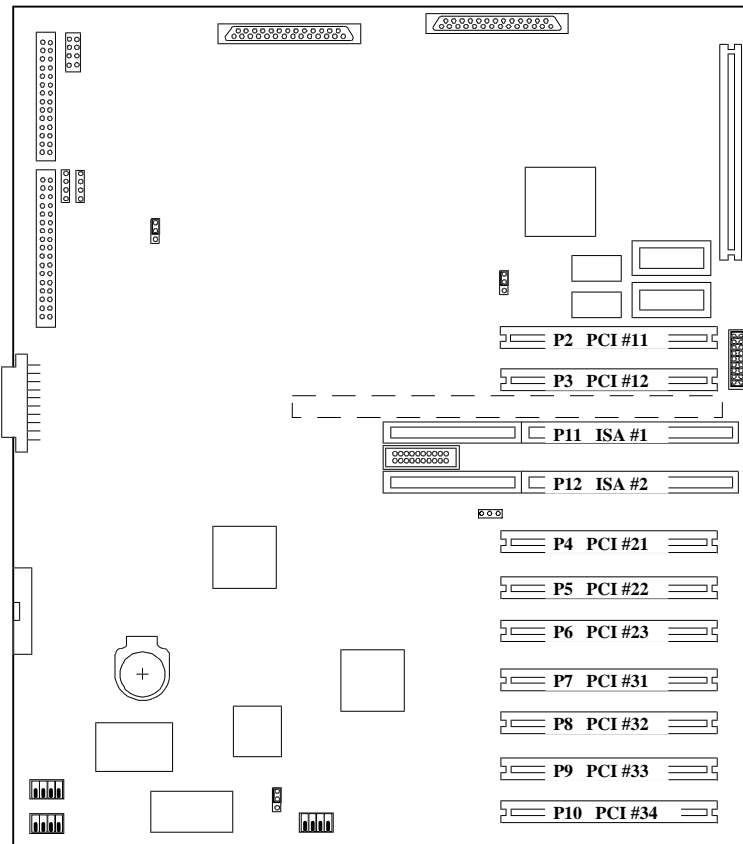 P2 PCI #11
P3 PCI #12
P11 ISA #1
P12 ISA #2
P4 PCI #21
P5 PCI #22
P6 PCI #23
P7 PCI #31
P8 PCI #32
P9 PCI #33
P10 PCI #34